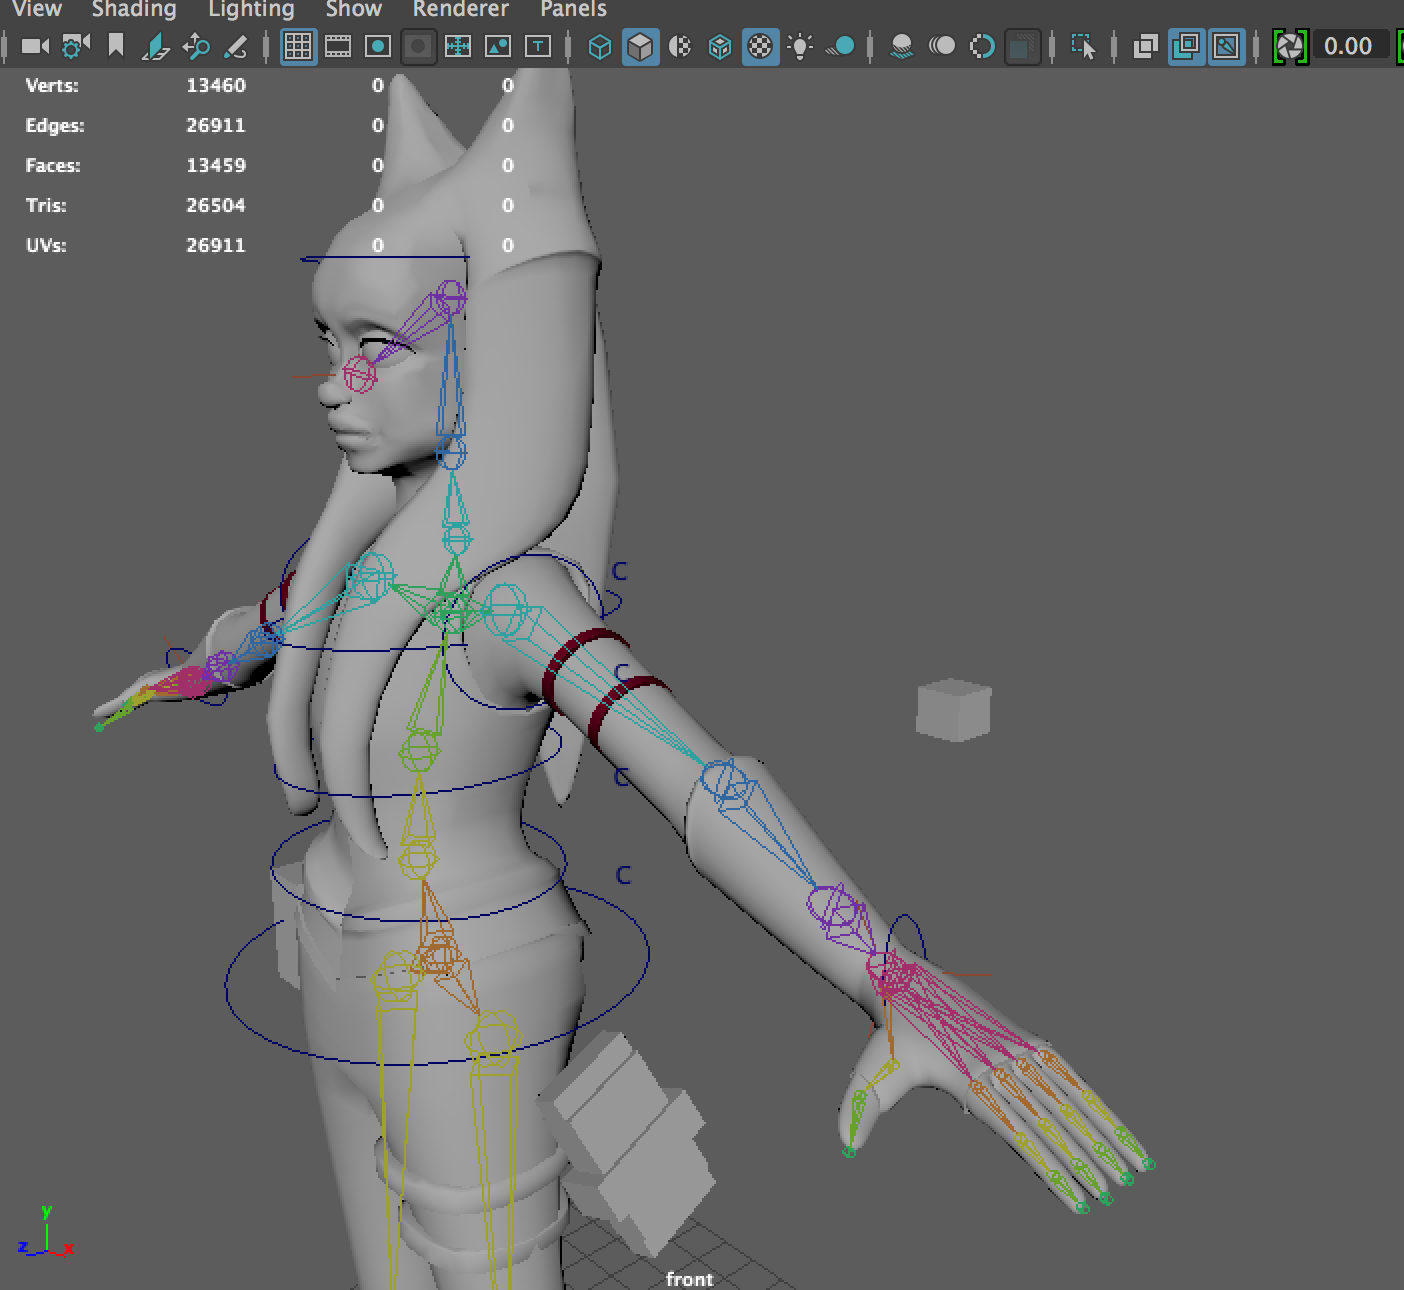 View Shading Lighting Show Renderer Panels
T 0.00
Verts: 13460 0 0
Edges: 26911 0 0
Faces: 13459 0 0
Tris: 26504 0 0
UVs: 26911 0 0
C
C
C
C
y
z x
front